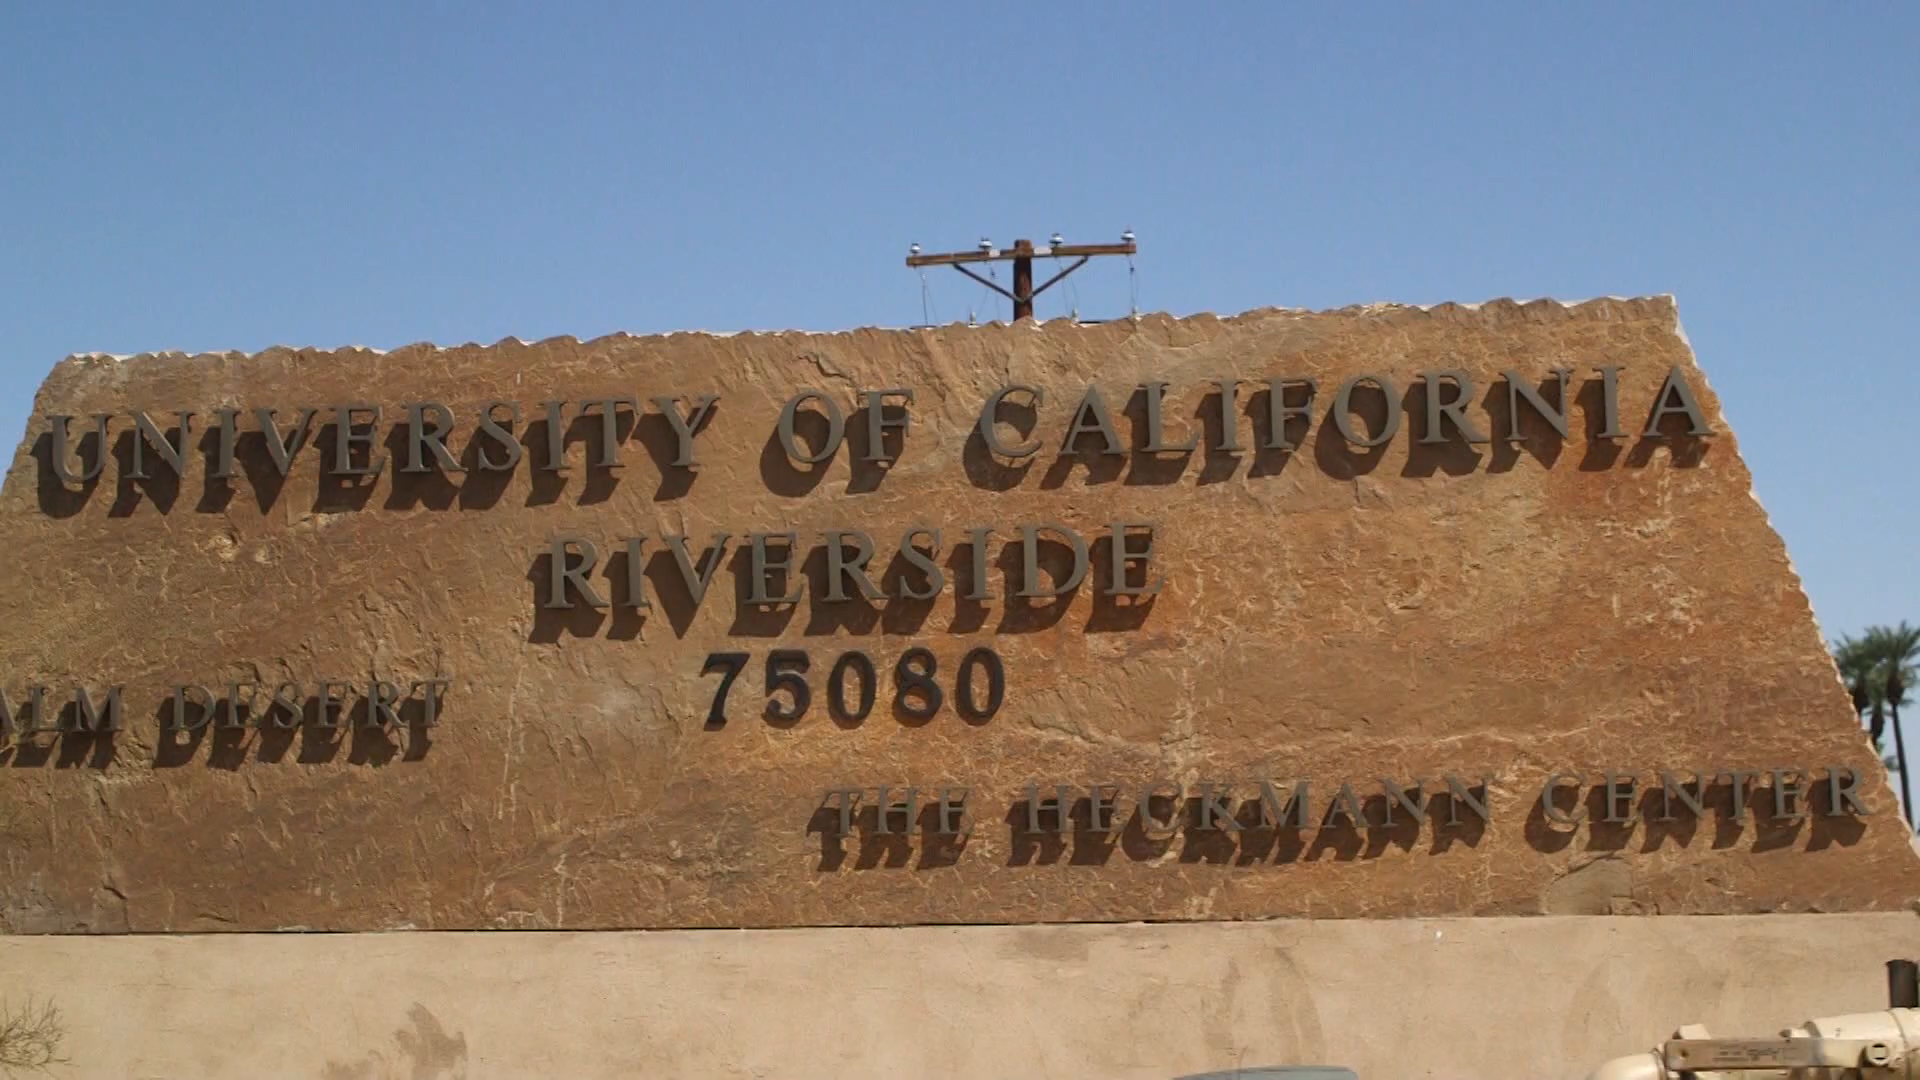 UNIVERSITY OF CALIFORNIA
RIVERSIDE
75080
ALM DESERT
THE HECKMANN CENTER